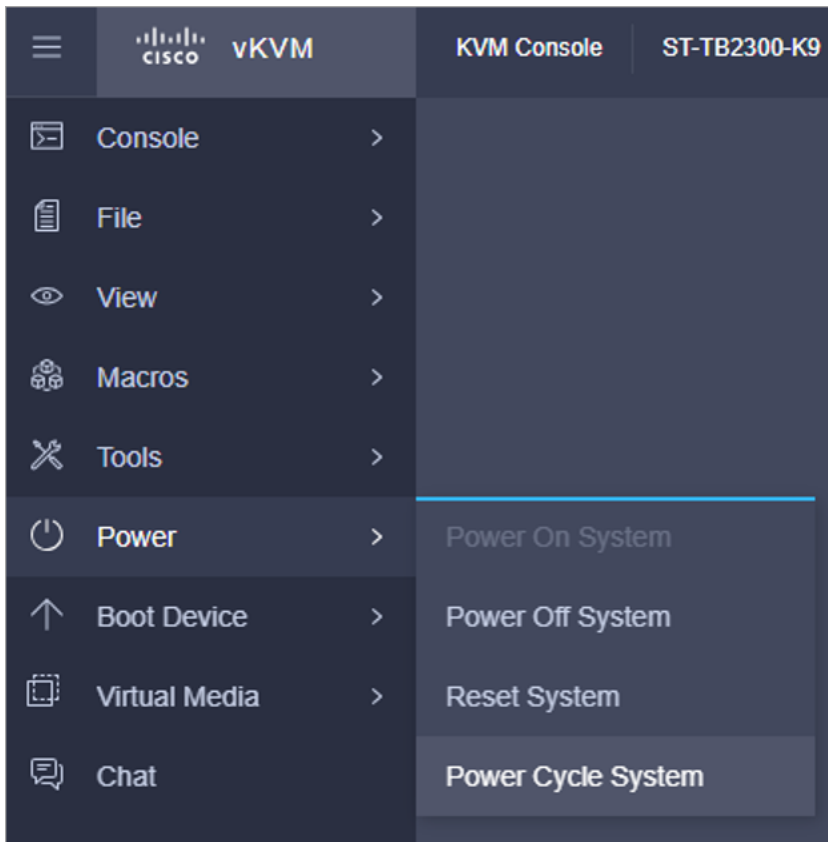 cisco vKVM KVM Console ST-TB2300-K9
Console
File
View
Macros
Tools
Power
Power On System
Boot Device
Power Off System
Virtual Media
Reset System
Chat
Power Cycle System